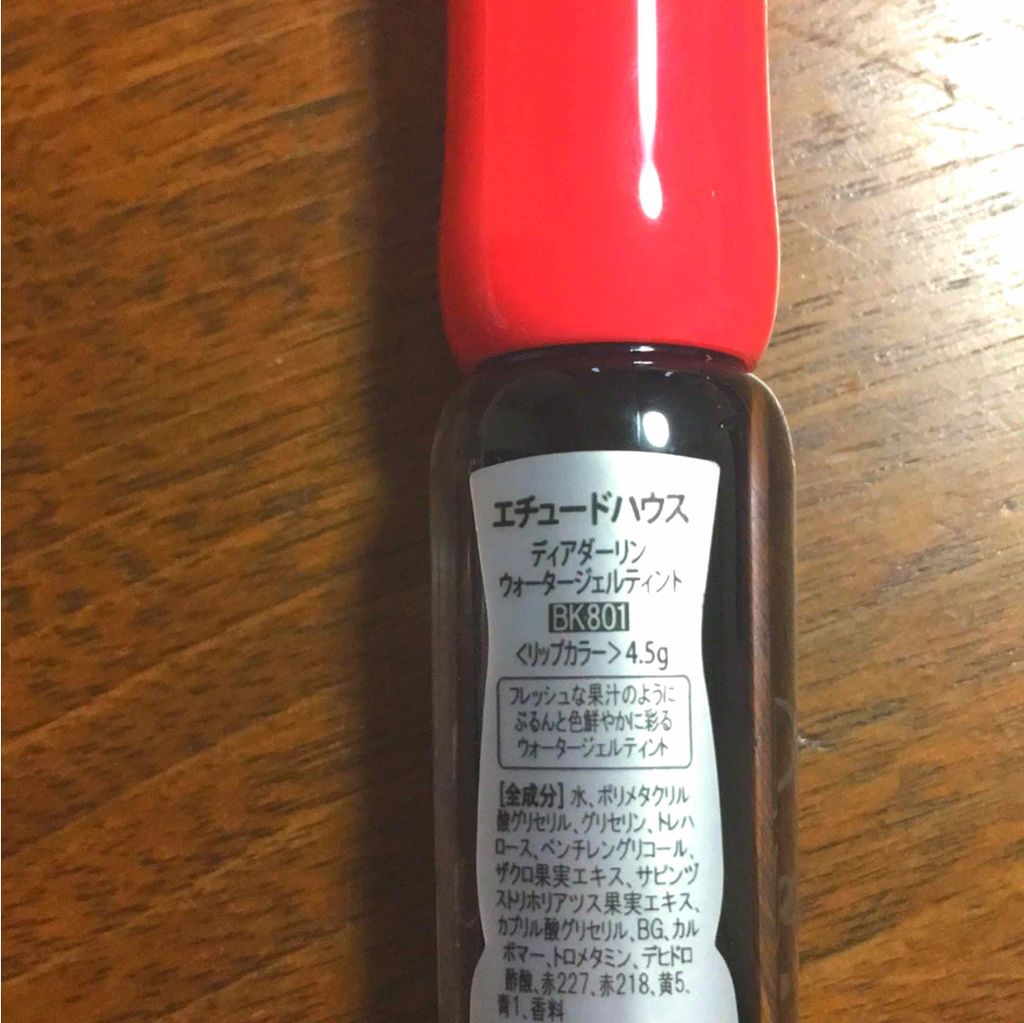 エチュードハウス
ディアダーリン
ウォータージェルティント
BK801
<リップカラー>4.5g
フレッシュな果汁のように
ぷるんと色鮮やかに彩る
ウォータージェルティント
[全成分]水、ポリメタクリル
酸グリセリル、グリセリン、トレハ
ロース、ペンチレングリコール、
ザクロ果実エキス、サピンヅ
ストリホリアツス果実エキス、
カプリル酸グリセリル、BG、カル
ボマー、トロメタミン、デヒドロ
酢酸、赤227、赤218、黄5、
青1、香料